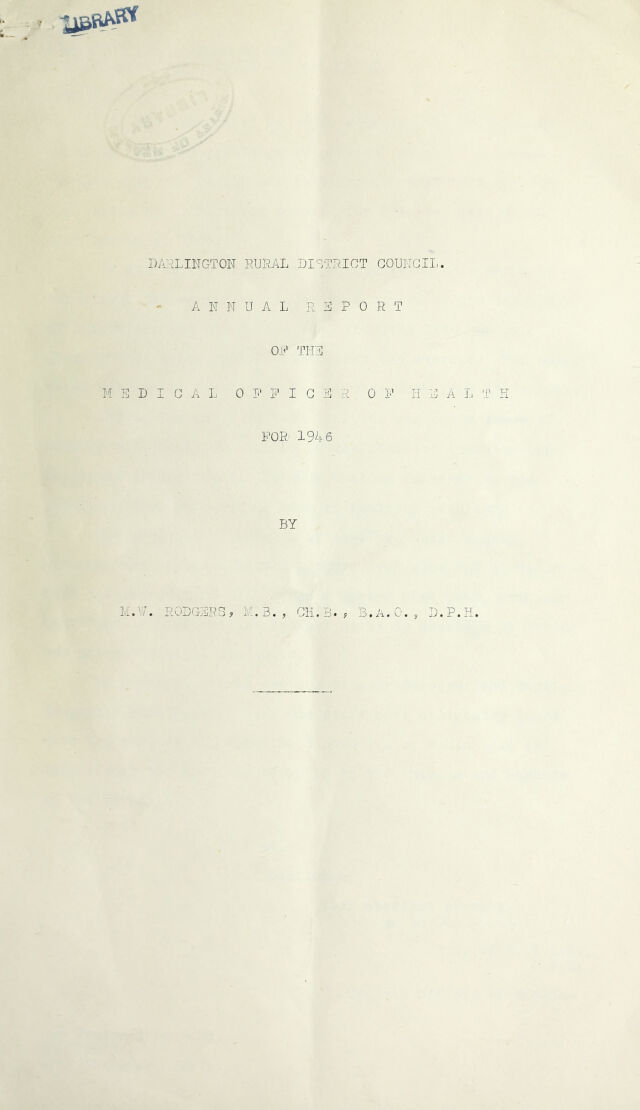 LIBRARY
DARLINGTON RURAL DISTRICT COUNCIL.
A N N U A L R E P O R T
OF THE
M E D I C A L O F F I C E R O F H E A L T H
FOR 1946
BY
M.W. RODGERS, M.B., CH.B., B.A.O., D.P.H.